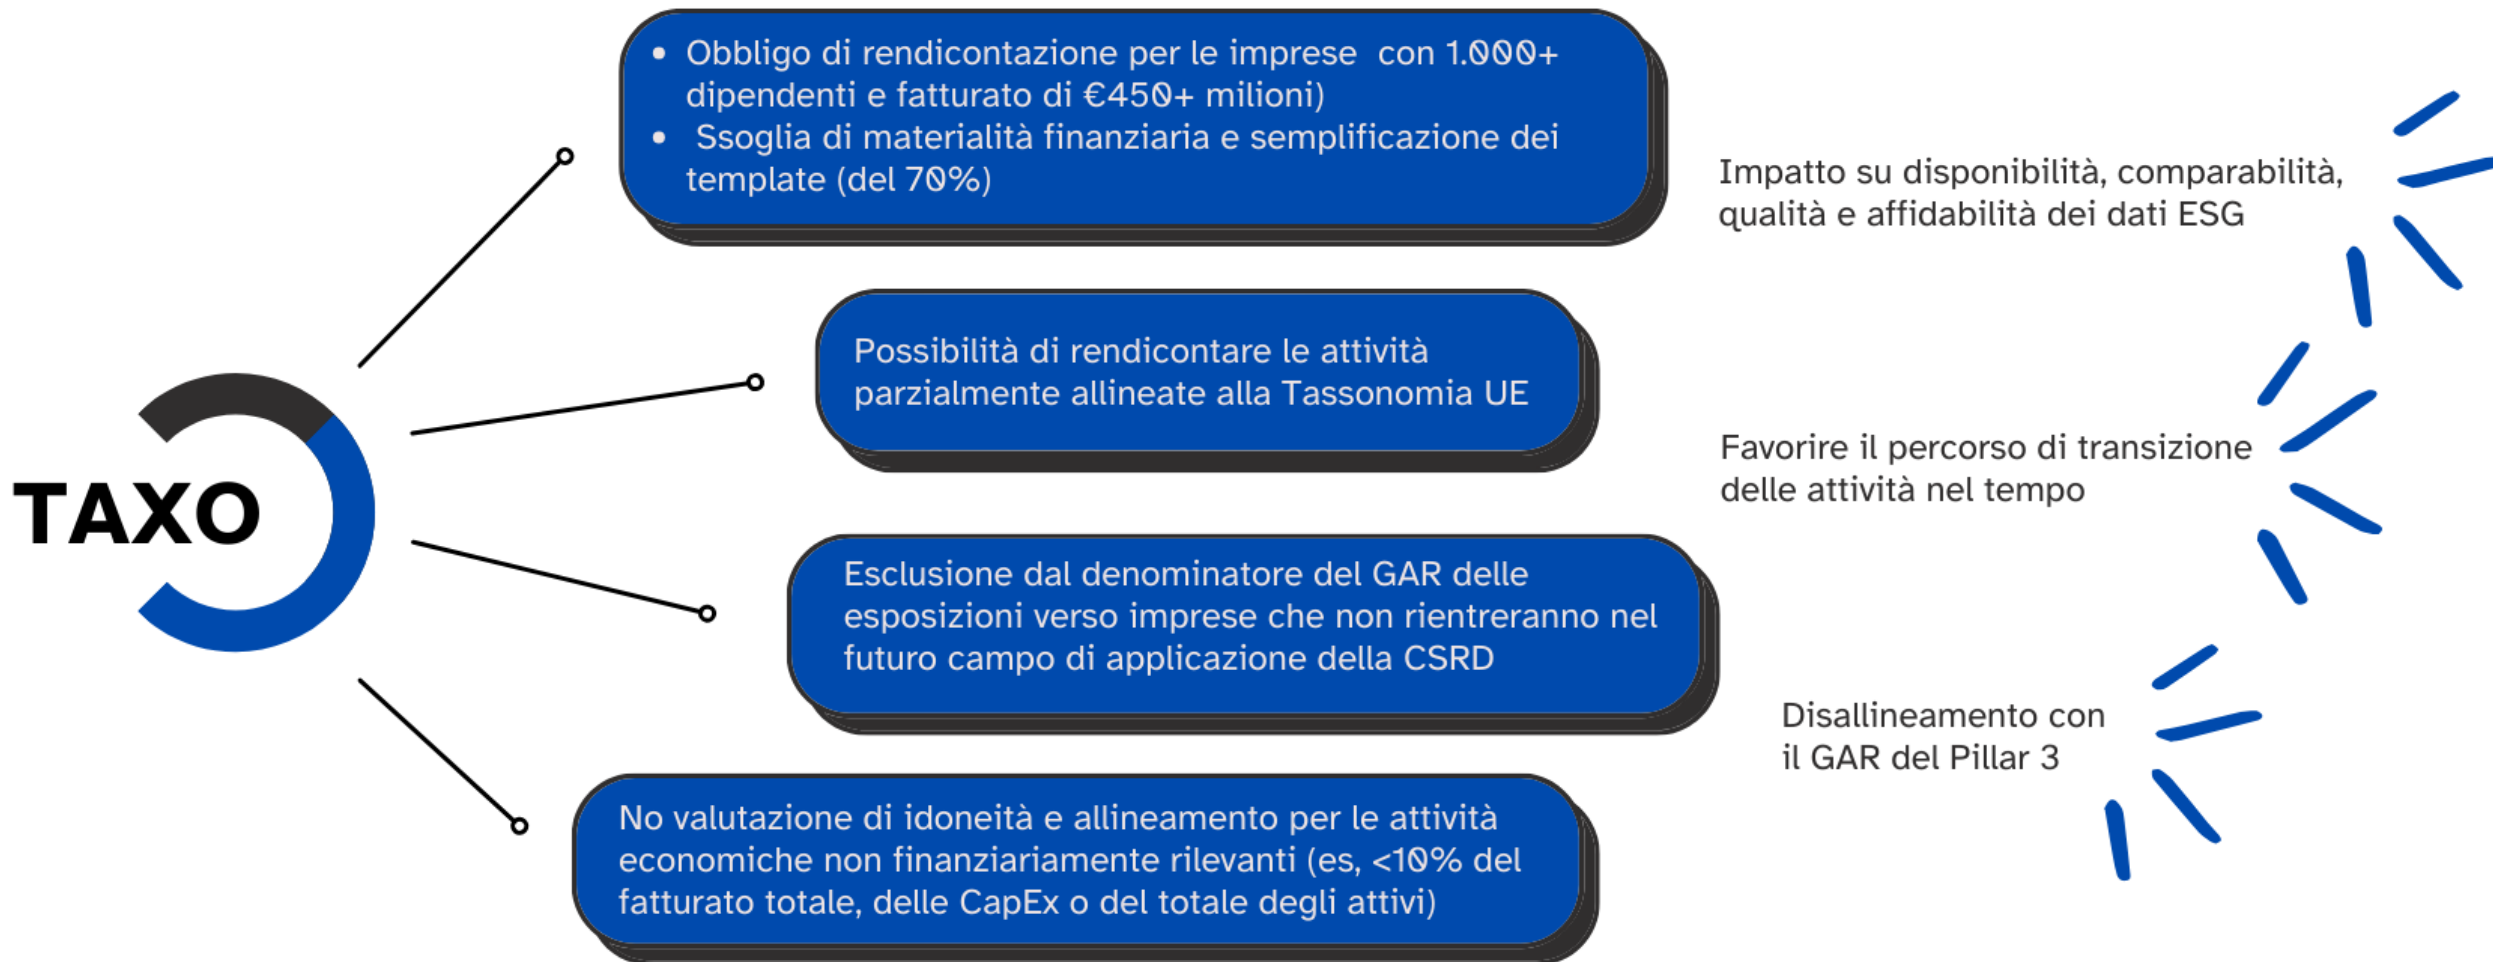 TAXO
• Obbligo di rendicontazione per le imprese  con 1.000+
dipendenti e fatturato di €450+ milioni)
• Ssoglia di materialità finanziaria e semplificazione dei
template (del 70%)
Impatto su disponibilità, comparabilità,
qualità e affidabilità dei dati ESG
Possibilità di rendicontare le attività
parzialmente allineate alla Tassonomia UE
Favorire il percorso di transizione
delle attività nel tempo
Esclusione dal denominatore del GAR delle
esposizioni verso imprese che non rientreranno nel
futuro campo di applicazione della CSRD
Disallineamento con
il GAR del Pillar 3
No valutazione di idoneità e allineamento per le attività
economiche non finanziariamente rilevanti (es, <10% del
fatturato totale, delle CapEx o del totale degli attivi)